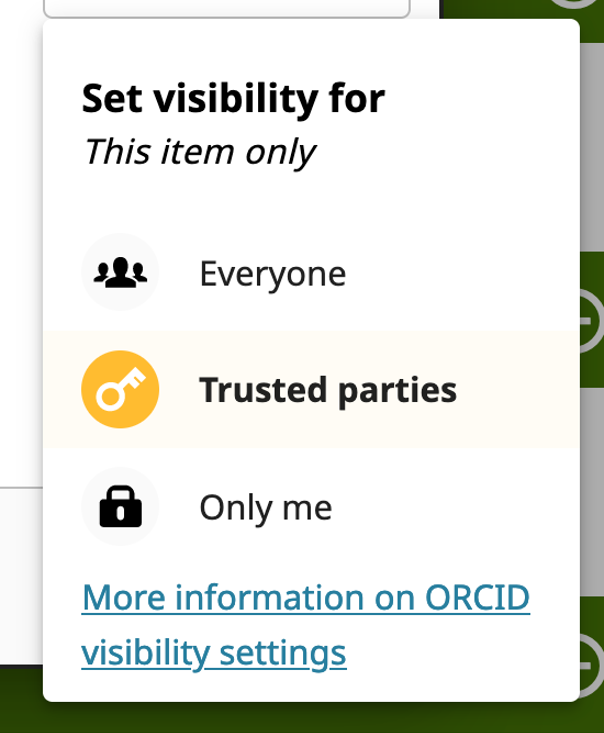 Set visibility for
This item only
Everyone
Trusted parties
Only me
More information on ORCID
visibility settings